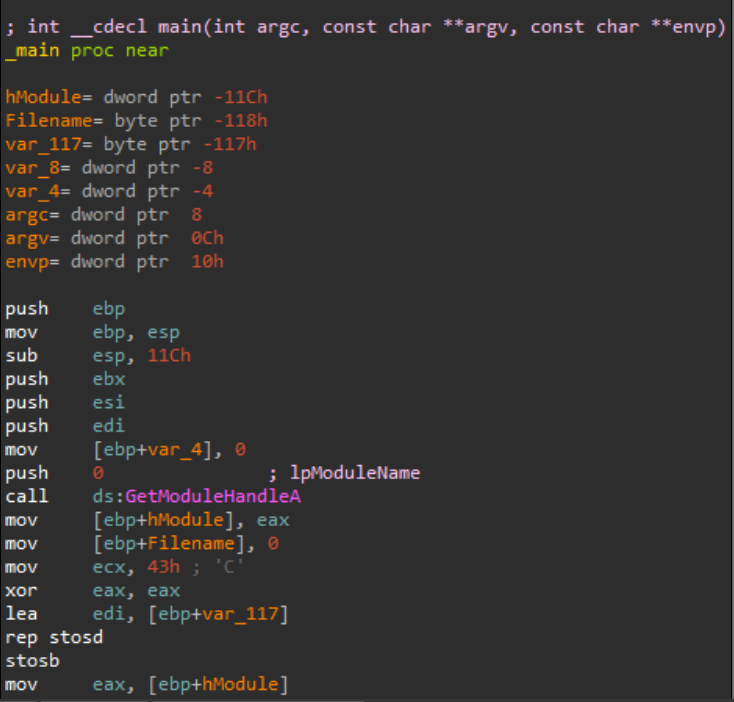 ; int __cdecl main(int argc, const char **argv, const char **envp)
_main proc near
hModule= dword ptr -11Ch
Filename= byte ptr -118h
var_117= byte ptr -117h
var_8= dword ptr -8
var_4= dword ptr -4
argc= dword ptr  8
argv= dword ptr  0Ch
envp= dword ptr  10h
push    ebp
mov     ebp, esp
sub     esp, 11Ch
push    ebx
push    esi
push    edi
mov     [ebp+var_4], 0
push    0               ; lpModuleName
call    ds:GetModuleHandleA
mov     [ebp+hModule], eax
mov     [ebp+Filename], 0
mov     ecx, 43h ; 'C'
xor     eax, eax
lea     edi, [ebp+var_117]
rep stosd
stosb
mov     eax, [ebp+hModule]